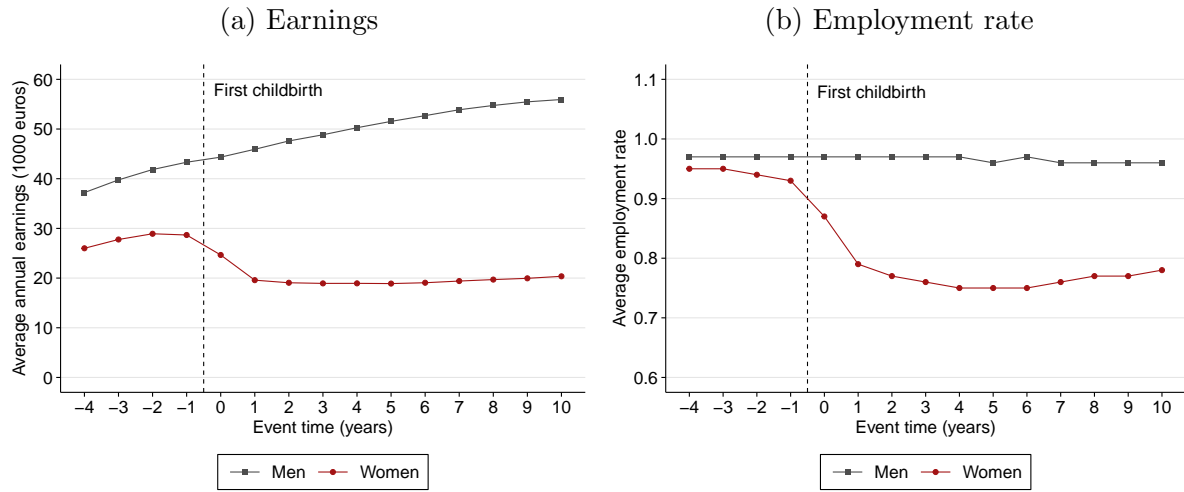 (a) Earnings
Average annual earnings (1000 euros)
60
50
40
30
20
10
0
First childbirth
−4 −3 −2 −1 0 1 2 3 4 5 6 7 8 9 10
Event time (years)
Men Women
(b) Employment rate
Average employment rate
1.1
1.0
0.9
0.8
0.7
0.6
First childbirth
−4 −3 −2 −1 0 1 2 3 4 5 6 7 8 9 10
Event time (years)
Men Women